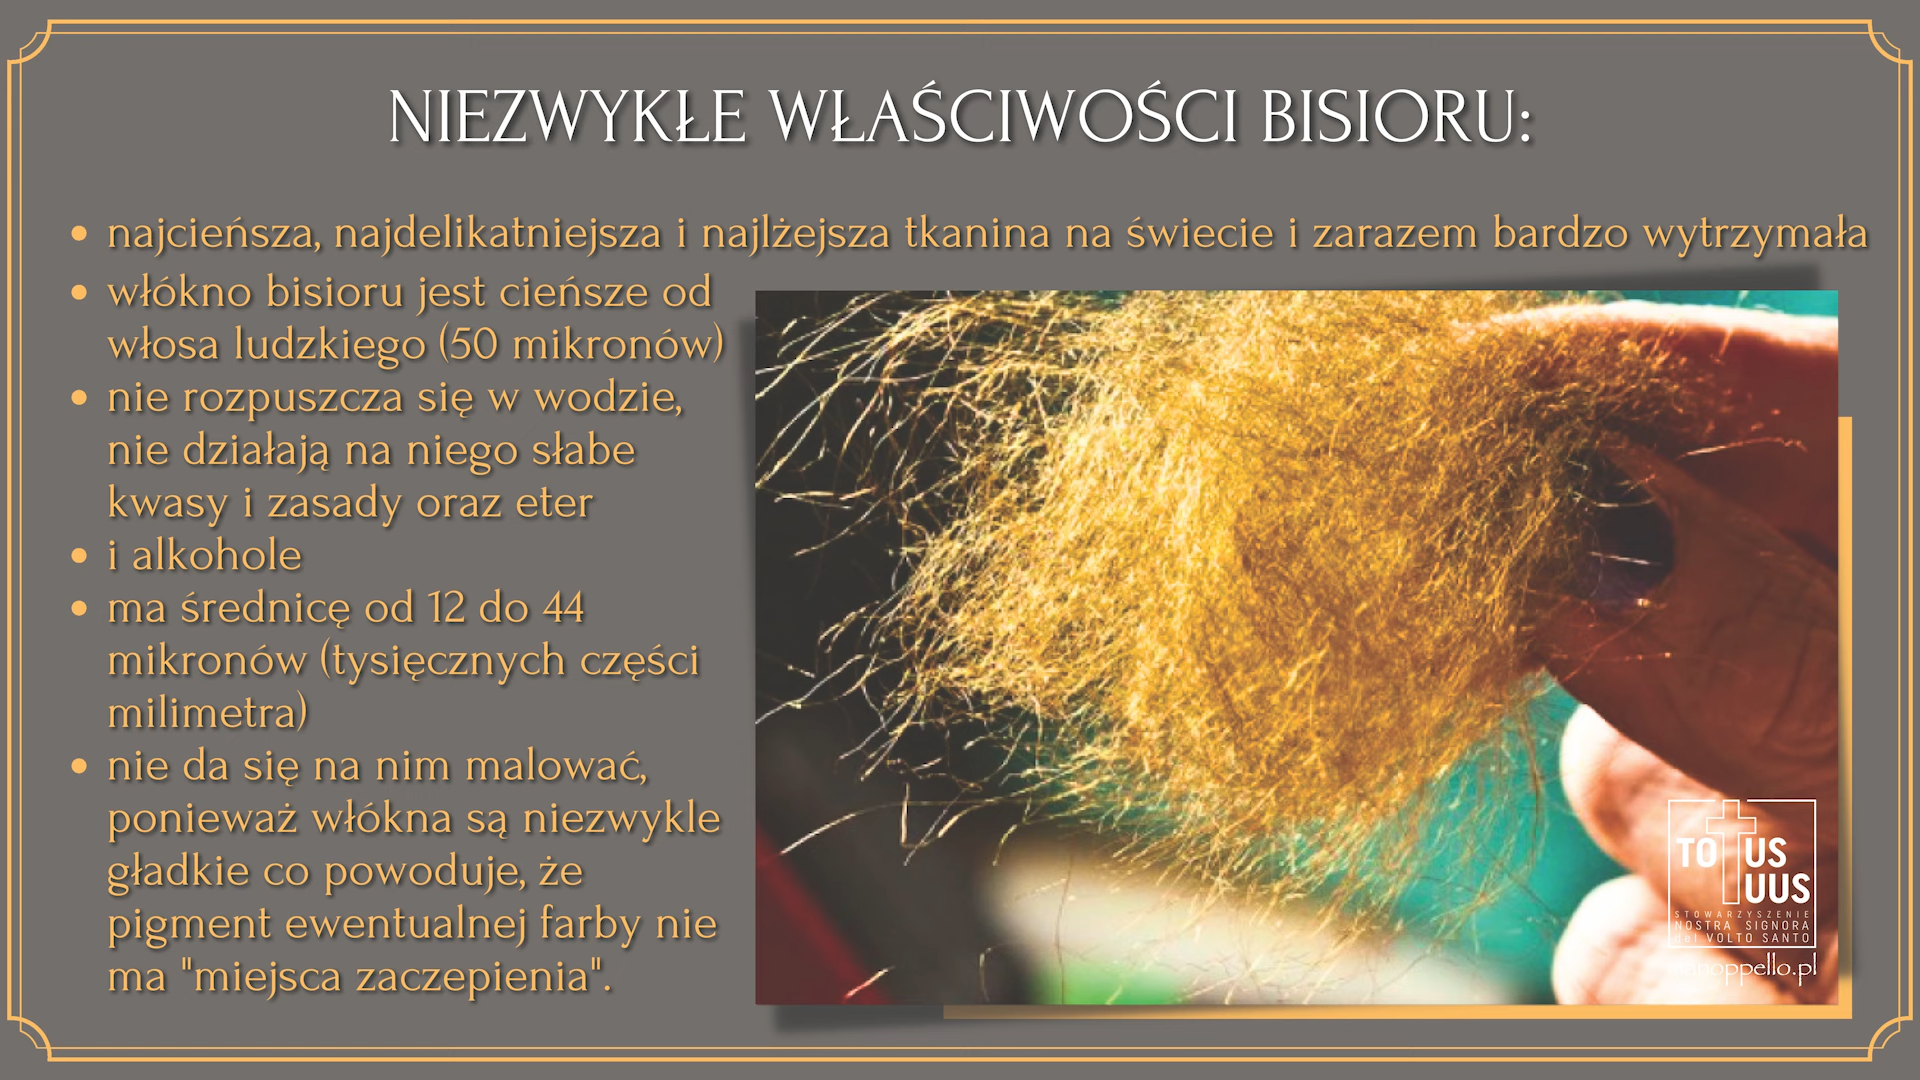 NIEZWYKŁE WŁAŚCIWOŚCI BISIORU:
• najcieńsza, najdelikatniejsza i najlżejsza tkanina na świecie i zarazem bardzo wytrzymała
• włókno bisioru jest cieńsze od
włosa ludzkiego (50 mikronów)
• nie rozpuszcza się w wodzie,
nie działają na niego słabe
kwasy i zasady oraz eter
• i alkohole
• ma średnicę od 12 do 44
mikronów (tysięcznych części
milimetra)
• nie da się na nim malować,
ponieważ włókna są niezwykle
gładkie co powoduje, że
pigment ewentualnej farby nie
ma "miejsca zaczepienia".
TOTUS
TUUS
STOWARZYSZENIE
NOSTRA SIGNORA
del VOLTO SANTO